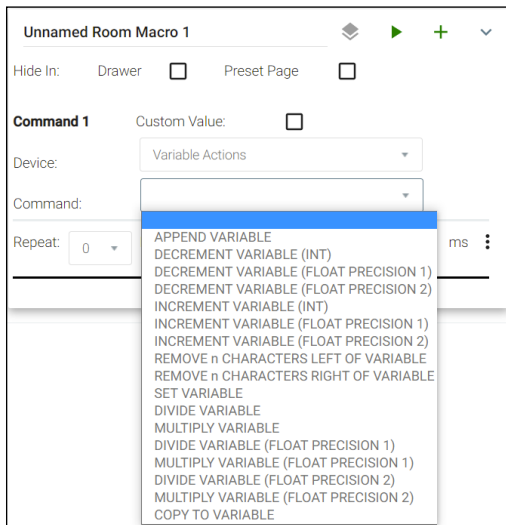 Unnamed Room Macro 1
Hide In: Drawer Preset Page
Command 1 Custom Value:
Device: Variable Actions
Command:
Repeat: 0 ms
APPEND VARIABLE
DECREMENT VARIABLE (INT)
DECREMENT VARIABLE (FLOAT PRECISION 1)
DECREMENT VARIABLE (FLOAT PRECISION 2)
INCREMENT VARIABLE (INT)
INCREMENT VARIABLE (FLOAT PRECISION 1)
INCREMENT VARIABLE (FLOAT PRECISION 2)
REMOVE n CHARACTERS LEFT OF VARIABLE
REMOVE n CHARACTERS RIGHT OF VARIABLE
SET VARIABLE
DIVIDE VARIABLE
MULTIPLY VARIABLE
DIVIDE VARIABLE (FLOAT PRECISION 1)
MULTIPLY VARIABLE (FLOAT PRECISION 1)
DIVIDE VARIABLE (FLOAT PRECISION 2)
MULTIPLY VARIABLE (FLOAT PRECISION 2)
COPY TO VARIABLE